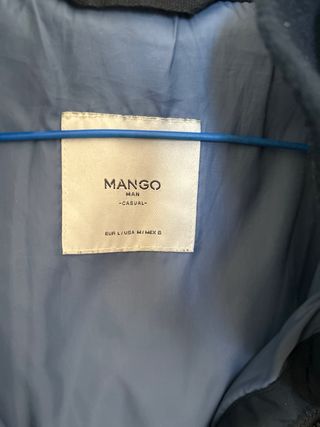 MANGO
MAN
-CASUAL-
EUR L/USA M/MEX G